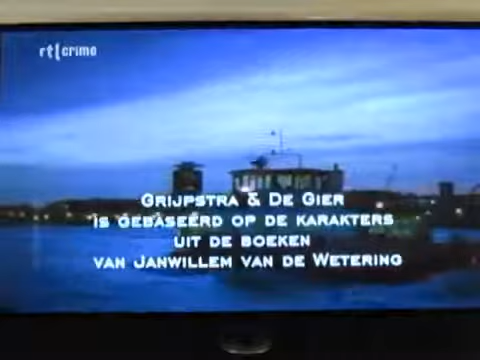 rtl crime
GRIJPSTRA & DE GIER
IS GEBASEERD OP DE KARAKTERS
UIT DE BOEKEN
VAN JANWILLEM VAN DE WETERING